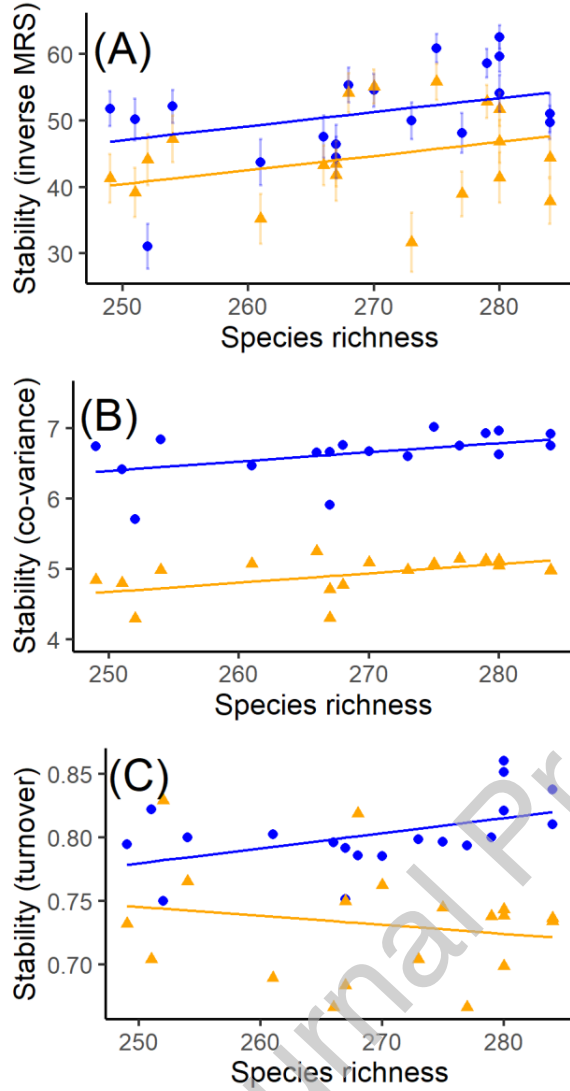 (A)
Stability (inverse MRS)
60
50
40
30
250
260
270
280
Species richness
(B)
Stability (co-variance)
7
6
5
4
250
260
270
280
Species richness
(C)
Stability (turnover)
0.85
0.80
0.75
0.70
250
260
270
280
Species richness
urnal Pr